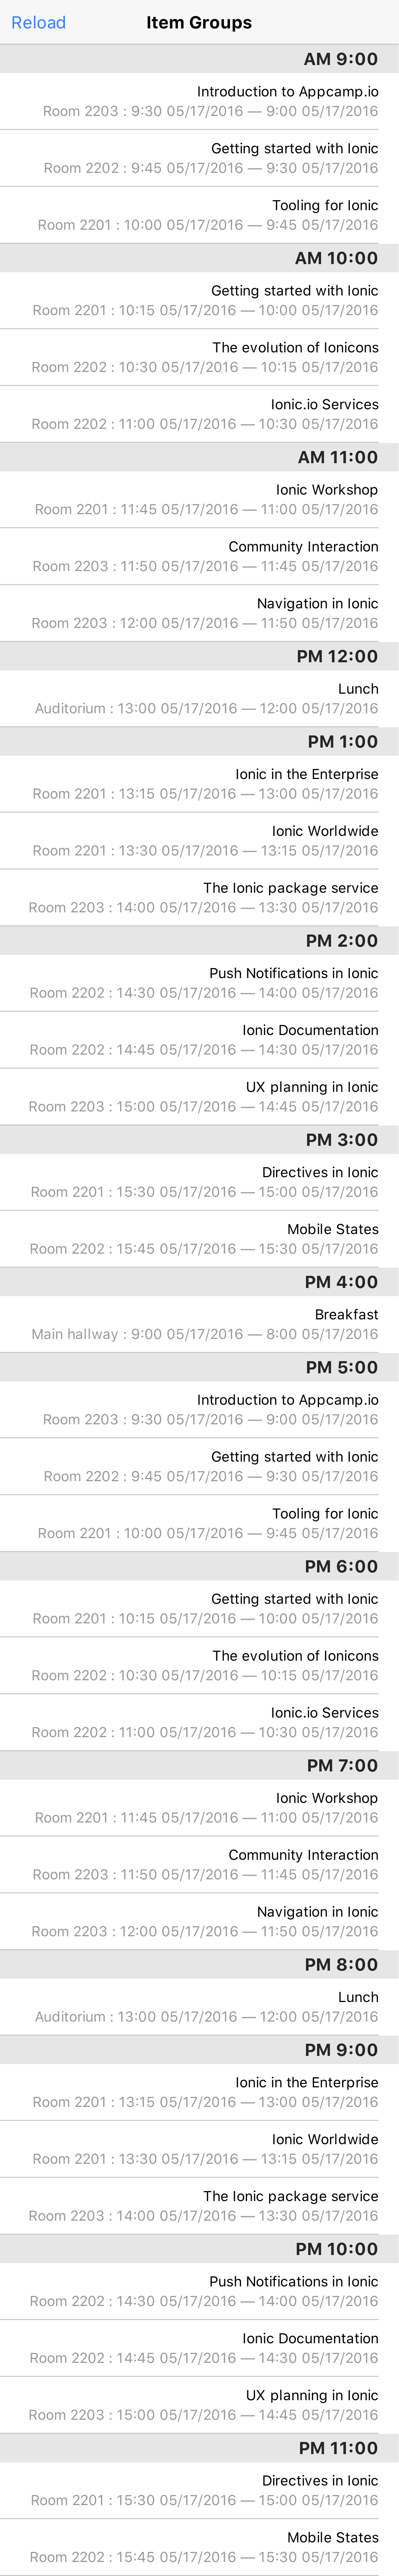 Reload
Item Groups
AM 9:00
Introduction to Appcamp.io
Room 2203 : 9:30 05/17/2016 — 9:00 05/17/2016
Getting started with Ionic
Room 2202 : 9:45 05/17/2016 — 9:30 05/17/2016
Tooling for Ionic
Room 2201 : 10:00 05/17/2016 — 9:45 05/17/2016
AM 10:00
Getting started with Ionic
Room 2201 : 10:15 05/17/2016 — 10:00 05/17/2016
The evolution of Ionicons
Room 2202 : 10:30 05/17/2016 — 10:15 05/17/2016
Ionic.io Services
Room 2202 : 11:00 05/17/2016 — 10:30 05/17/2016
AM 11:00
Ionic Workshop
Room 2201 : 11:45 05/17/2016 — 11:00 05/17/2016
Community Interaction
Room 2203 : 11:50 05/17/2016 — 11:45 05/17/2016
Navigation in Ionic
Room 2203 : 12:00 05/17/2016 — 11:50 05/17/2016
PM 12:00
Lunch
Auditorium : 13:00 05/17/2016 — 12:00 05/17/2016
PM 1:00
Ionic in the Enterprise
Room 2201 : 13:15 05/17/2016 — 13:00 05/17/2016
Ionic Worldwide
Room 2201 : 13:30 05/17/2016 — 13:15 05/17/2016
The Ionic package service
Room 2203 : 14:00 05/17/2016 — 13:30 05/17/2016
PM 2:00
Push Notifications in Ionic
Room 2202 : 14:30 05/17/2016 — 14:00 05/17/2016
Ionic Documentation
Room 2202 : 14:45 05/17/2016 — 14:30 05/17/2016
UX planning in Ionic
Room 2203 : 15:00 05/17/2016 — 14:45 05/17/2016
PM 3:00
Directives in Ionic
Room 2201 : 15:30 05/17/2016 — 15:00 05/17/2016
Mobile States
Room 2202 : 15:45 05/17/2016 — 15:30 05/17/2016
PM 4:00
Breakfast
Main hallway : 9:00 05/17/2016 — 8:00 05/17/2016
PM 5:00
Introduction to Appcamp.io
Room 2203 : 9:30 05/17/2016 — 9:00 05/17/2016
Getting started with Ionic
Room 2202 : 9:45 05/17/2016 — 9:30 05/17/2016
Tooling for Ionic
Room 2201 : 10:00 05/17/2016 — 9:45 05/17/2016
PM 6:00
Getting started with Ionic
Room 2201 : 10:15 05/17/2016 — 10:00 05/17/2016
The evolution of Ionicons
Room 2202 : 10:30 05/17/2016 — 10:15 05/17/2016
Ionic.io Services
Room 2202 : 11:00 05/17/2016 — 10:30 05/17/2016
PM 7:00
Ionic Workshop
Room 2201 : 11:45 05/17/2016 — 11:00 05/17/2016
Community Interaction
Room 2203 : 11:50 05/17/2016 — 11:45 05/17/2016
Navigation in Ionic
Room 2203 : 12:00 05/17/2016 — 11:50 05/17/2016
PM 8:00
Lunch
Auditorium : 13:00 05/17/2016 — 12:00 05/17/2016
PM 9:00
Ionic in the Enterprise
Room 2201 : 13:15 05/17/2016 — 13:00 05/17/2016
Ionic Worldwide
Room 2201 : 13:30 05/17/2016 — 13:15 05/17/2016
The Ionic package service
Room 2203 : 14:00 05/17/2016 — 13:30 05/17/2016
PM 10:00
Push Notifications in Ionic
Room 2202 : 14:30 05/17/2016 — 14:00 05/17/2016
Ionic Documentation
Room 2202 : 14:45 05/17/2016 — 14:30 05/17/2016
UX planning in Ionic
Room 2203 : 15:00 05/17/2016 — 14:45 05/17/2016
PM 11:00
Directives in Ionic
Room 2201 : 15:30 05/17/2016 — 15:00 05/17/2016
Mobile States
Room 2202 : 15:45 05/17/2016 — 15:30 05/17/2016